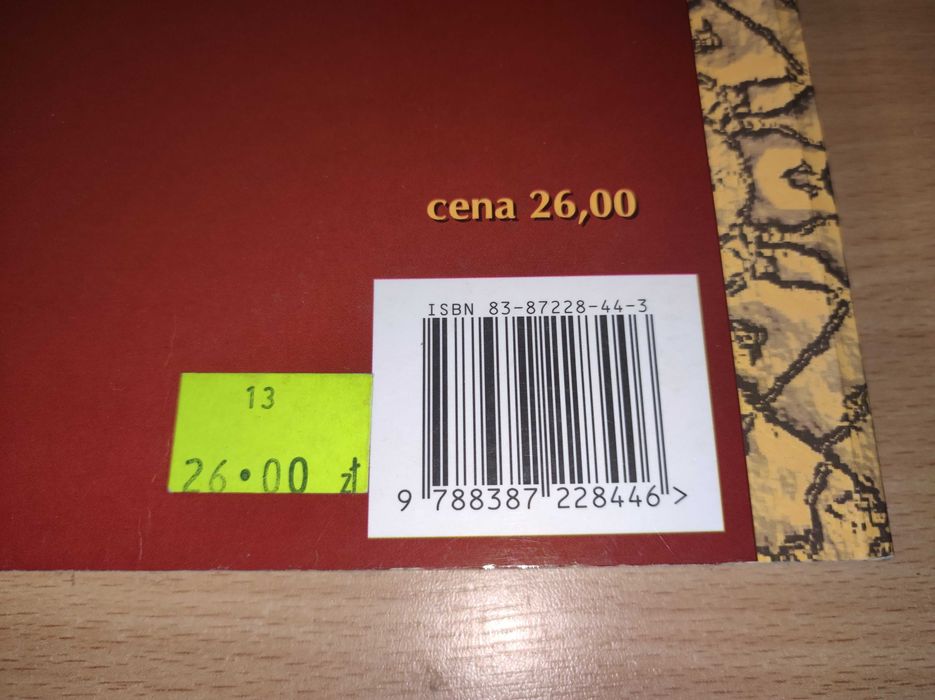 cena 26,00
ISBN 83-87228-44-3
9 788387 228446 >
13
26•00 zł